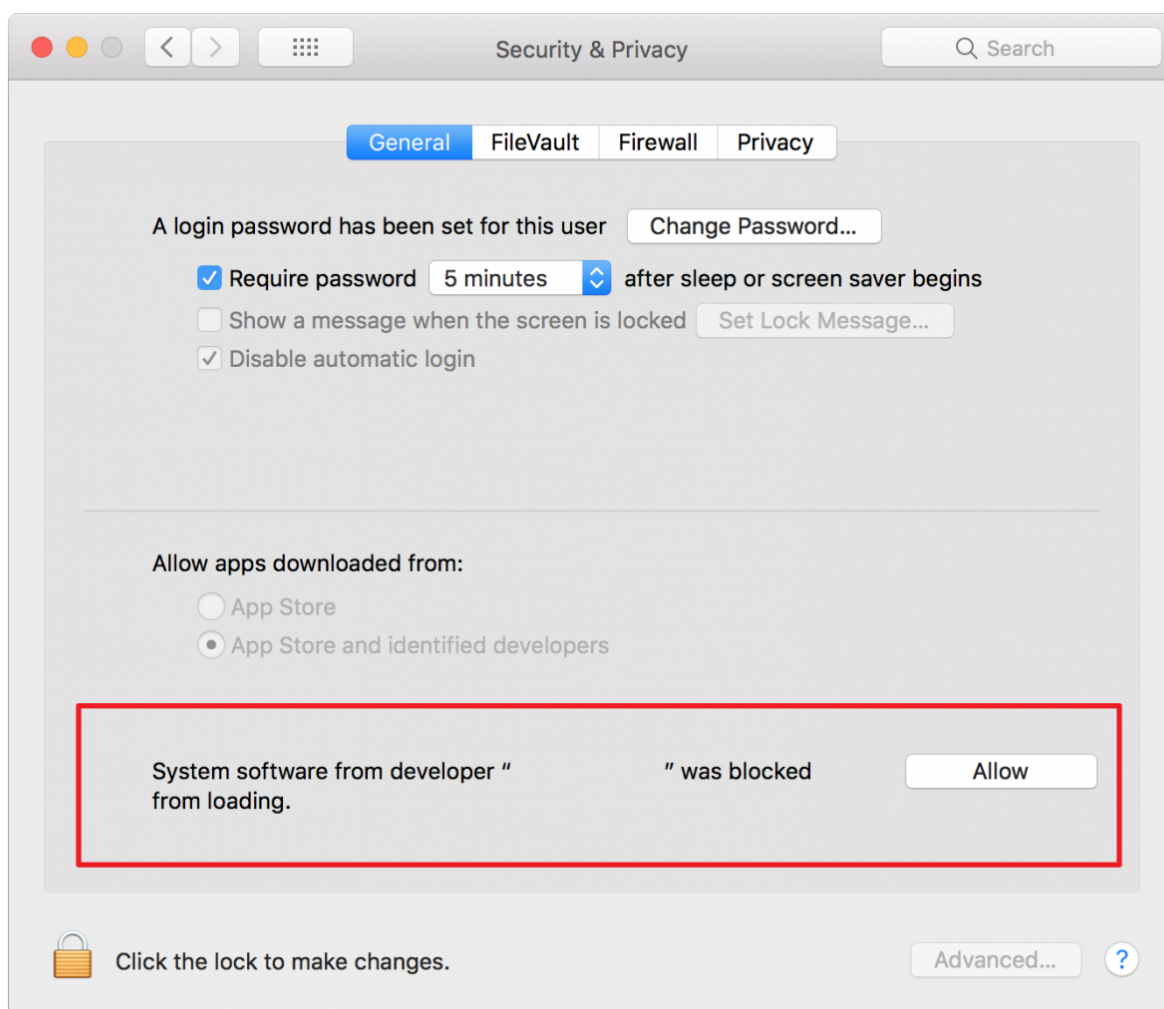 Security & Privacy
Search
General FileVault Firewall Privacy
A login password has been set for this user Change Password...
Require password 5 minutes after sleep or screen saver begins
Show a message when the screen is locked Set Lock Message...
Disable automatic login
Allow apps downloaded from:
App Store
App Store and identified developers
System software from developer “ ” was blocked Allow
from loading.
Click the lock to make changes. Advanced... ?